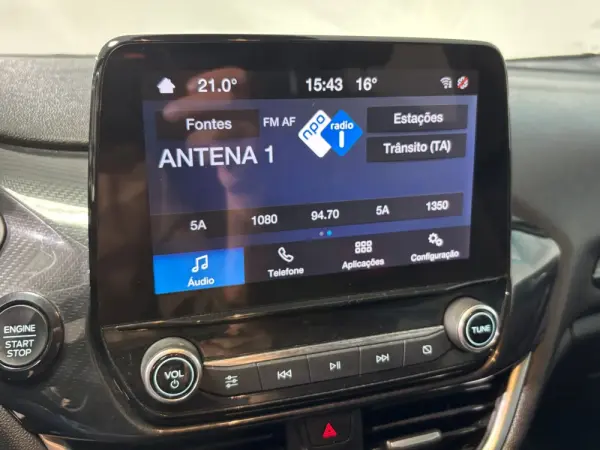 21.0° 15:43 16°
Fontes FM AF npo radio 1 Estações
ANTENA 1 Trânsito (TA)
5A 1080 94.70 5A 1350
Áudio Telefone Aplicações Configuração
ENGINE
START
STOP
VOL
TUNE